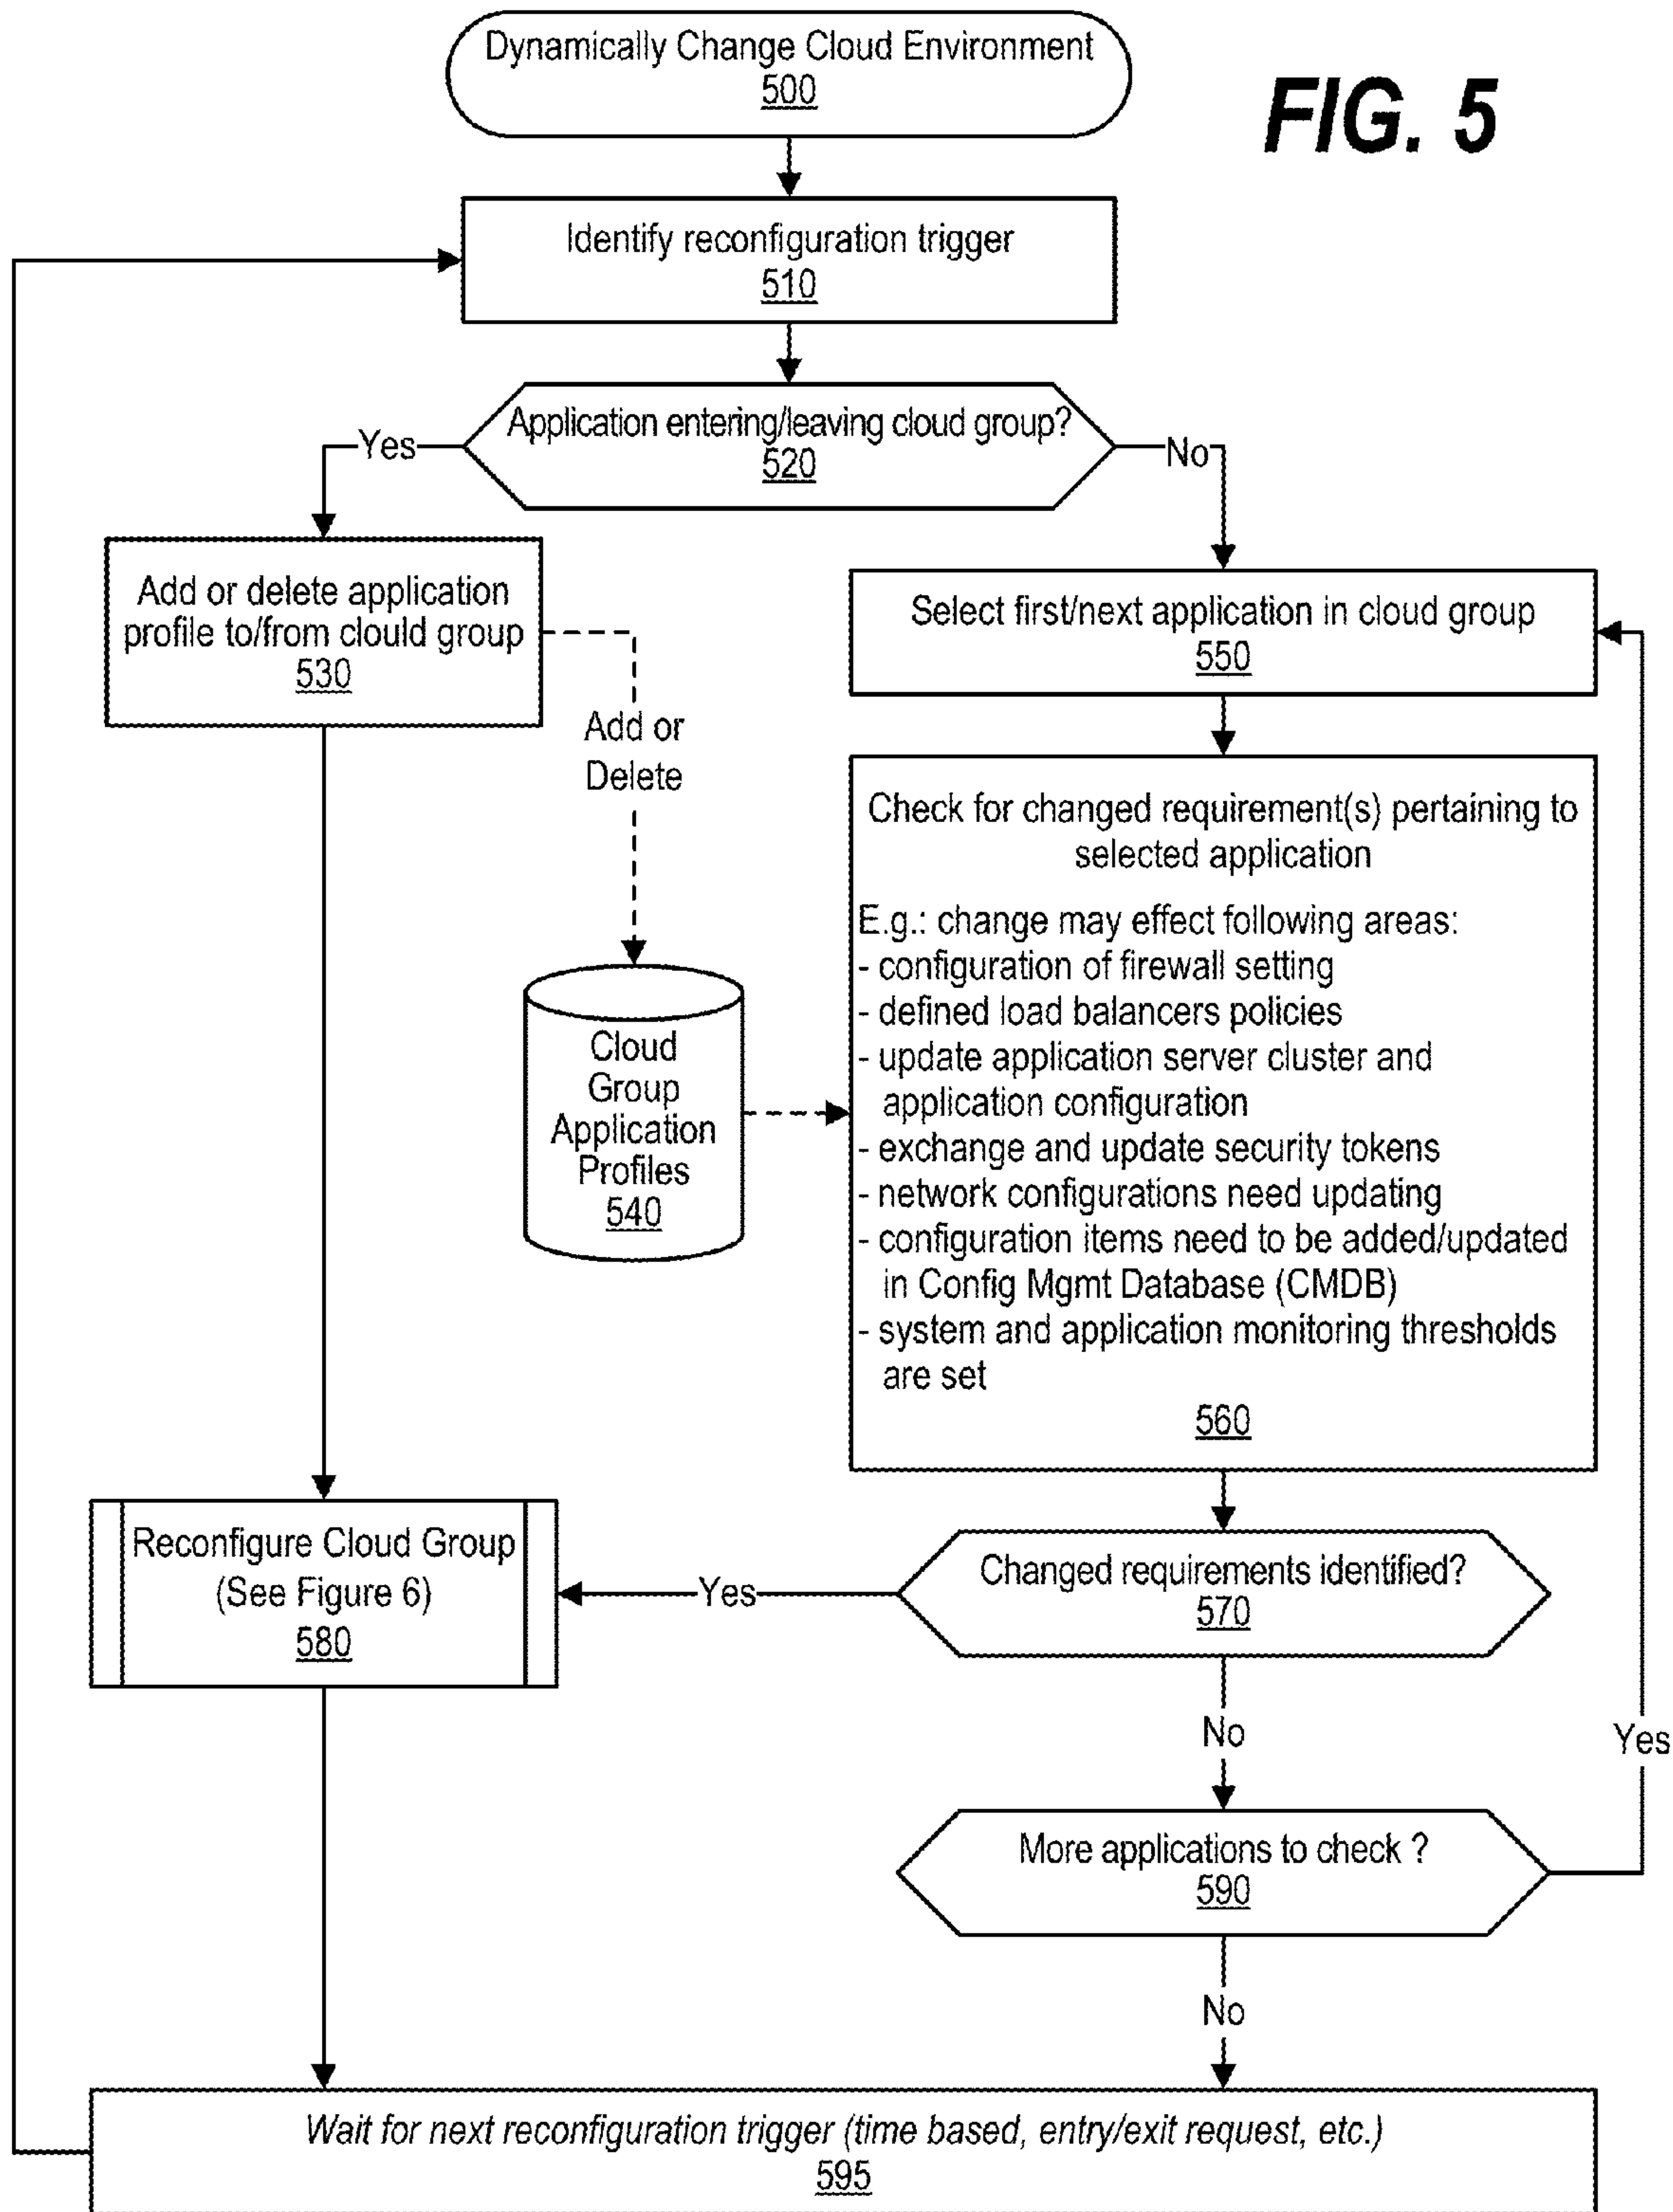 Dynamically Change Cloud Environment
500
FIG. 5
Identify reconfiguration trigger
510
Application entering/leaving cloud group?
520
Yes
No
Add or delete application
profile to/from clould group
530
Add or
Delete
Cloud
Group
Application
Profiles
540
Select first/next application in cloud group
550
Check for changed requirement(s) pertaining to
selected application
E.g.: change may effect following areas:
- configuration of firewall setting
- defined load balancers policies
- update application server cluster and
application configuration
- exchange and update security tokens
- network configurations need updating
- configuration items need to be added/updated
in Config Mgmt Database (CMDB)
- system and application monitoring thresholds
are set
560
Reconfigure Cloud Group
(See Figure 6)
580
Yes
Changed requirements identified?
570
No
Yes
More applications to check ?
590
No
Wait for next reconfiguration trigger (time based, entry/exit request, etc.)
595